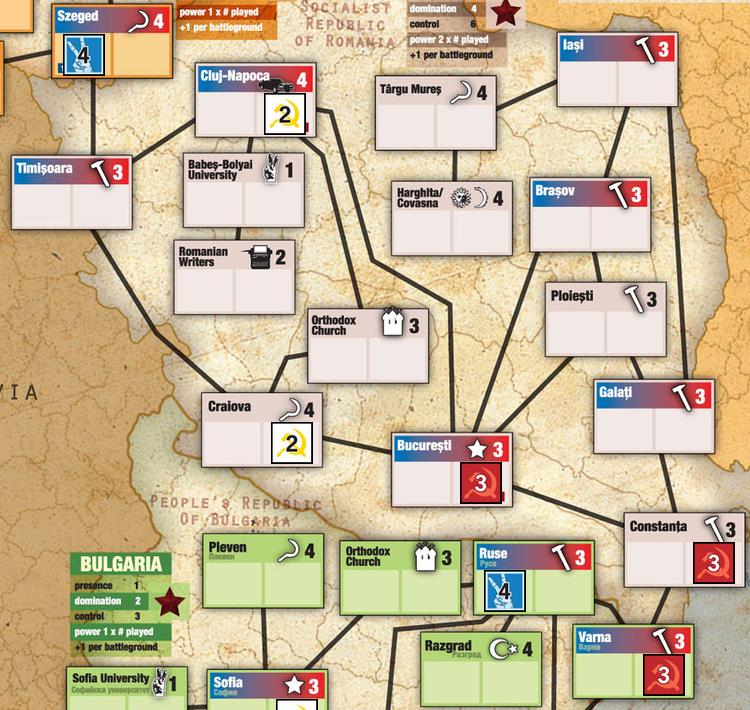 Szeged 4
4
power 1 x # played
+1 per battleground
SOCIALIST
REPUBLIC
OF ROMANIA
domination 4
control 6
power 2 x # played
+1 per battleground
Iași 3
Cluj-Napoca 4
2
Târgu Mureș 4
Timișoara 3
Babeș-Bolyai
University 1
Harghita/
Covasna 4
Brașov 3
Romanian
Writers 2
Ploiești 3
Orthodox
Church 3
Craiova 4
2
Galați 3
VIA
București 3
3
PEOPLE'S REPUBLIC
OF BULGARIA
Constanța 3
3
BULGARIA
presence 1
domination 2
control 3
power 1 x # played
+1 per battleground
Pleven 4
Плевен
Orthodox
Church 3
Ruse 3
Русе
4
Razgrad 4
Разград
Varna 3
Варна
3
Sofia University 1
Софийски университет
Sofia 3
София